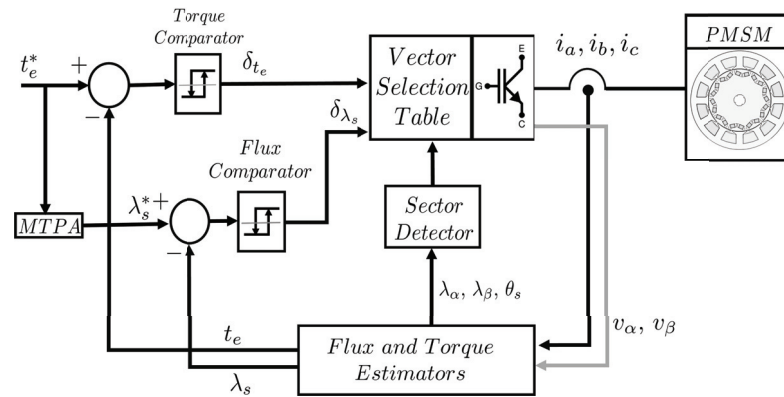 Torque
Comparator
t_e^*
+
−
δ_{t_e}
Vector
Selection
Table
E
G
C
i_a, i_b, i_c
PMSM
δ_{λ_s}
Flux
Comparator
MTPA
λ_s^*
+
−
Sector
Detector
λ_α, λ_β, θ_s
v_α, v_β
t_e
λ_s
Flux and Torque
Estimators